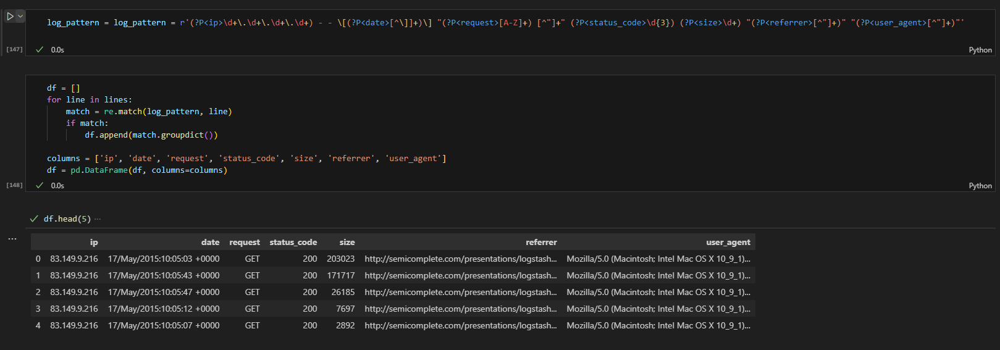 log_pattern = log_pattern = r'(?P<ip>\d+\.\d+\.\d+\.\d+) - - \[(?P<date>[^\]]+)\] "(?P<request>[A-Z]+) [^"]+" (?P<status_code>\d{3}) (?P<size>\d+) "(?P<referrer>[^"]+)" "(?P<user_agent>[^"]+)"'
[147] 0.0s Python
df = []
for line in lines:
    match = re.match(log_pattern, line)
    if match:
        df.append(match.groupdict())
columns = ['ip', 'date', 'request', 'status_code', 'size', 'referrer', 'user_agent']
df = pd.DataFrame(df, columns=columns)
[148] 0.0s Python
df.head(5) ...
ip date request status_code size referrer user_agent
0 83.149.9.216 17/May/2015:10:05:03 +0000 GET 200 203023 http://semicomplete.com/presentations/logstash... Mozilla/5.0 (Macintosh; Intel Mac OS X 10_9_1)...
1 83.149.9.216 17/May/2015:10:05:43 +0000 GET 200 171717 http://semicomplete.com/presentations/logstash... Mozilla/5.0 (Macintosh; Intel Mac OS X 10_9_1)...
2 83.149.9.216 17/May/2015:10:05:47 +0000 GET 200 26185 http://semicomplete.com/presentations/logstash... Mozilla/5.0 (Macintosh; Intel Mac OS X 10_9_1)...
3 83.149.9.216 17/May/2015:10:05:12 +0000 GET 200 7697 http://semicomplete.com/presentations/logstash... Mozilla/5.0 (Macintosh; Intel Mac OS X 10_9_1)...
4 83.149.9.216 17/May/2015:10:05:07 +0000 GET 200 2892 http://semicomplete.com/presentations/logstash... Mozilla/5.0 (Macintosh; Intel Mac OS X 10_9_1)...